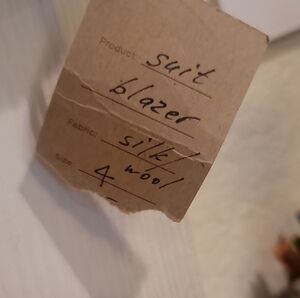 Product: suit
blazer
Fabric: silk/
wool
Size: 4